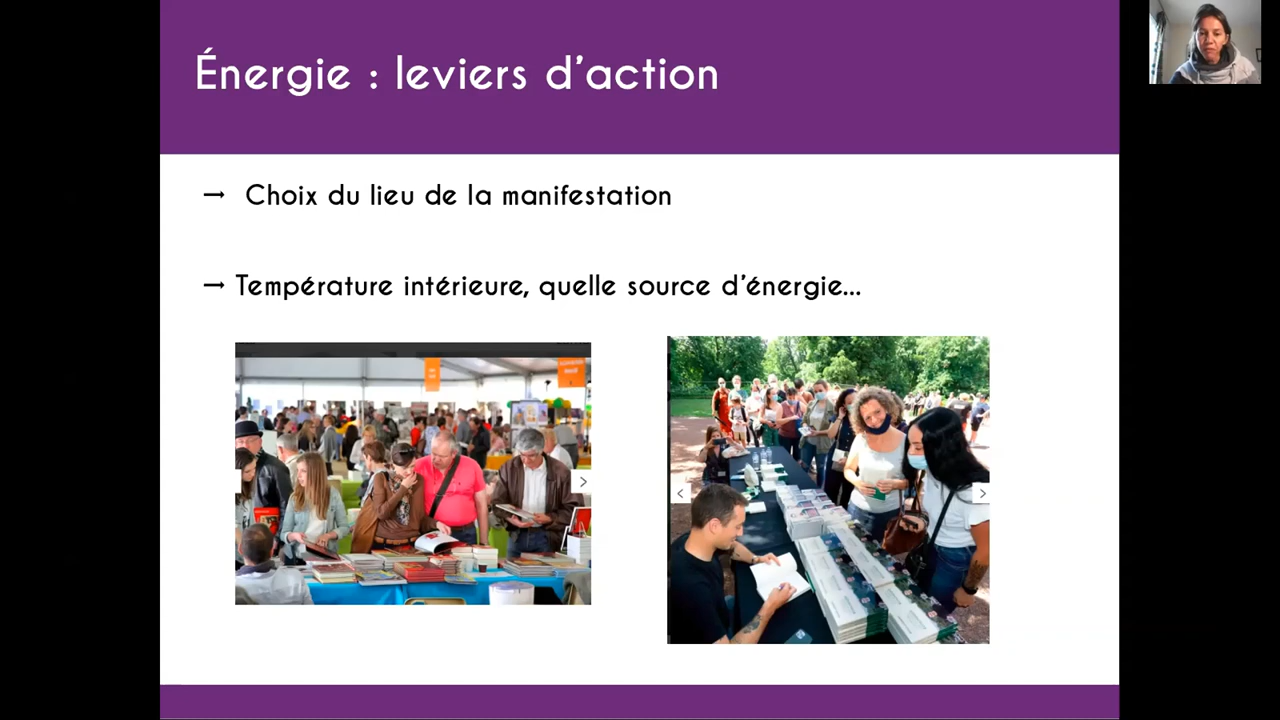 Énergie : leviers d’action
→ Choix du lieu de la manifestation
→ Température intérieure, quelle source d’énergie...